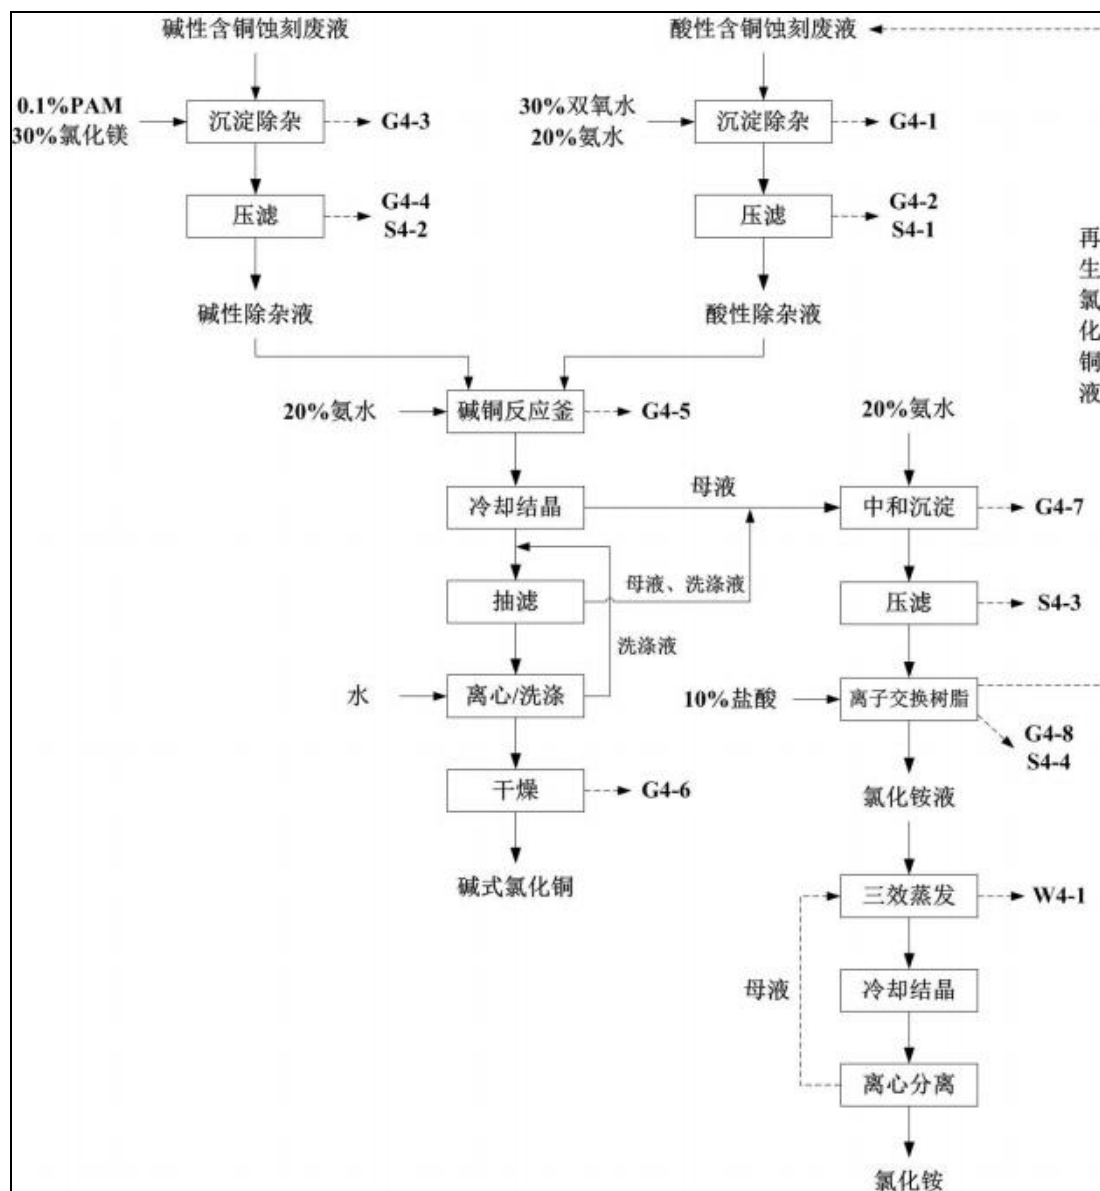 碱性含铜蚀刻废液
酸性含铜蚀刻废液
0.1%PAM
30%氯化镁
沉淀除杂
G4-3
30%双氧水
20%氨水
沉淀除杂
G4-1
压滤
G4-4
S4-2
压滤
G4-2
S4-1
再
生
氯
化
铜
液
碱性除杂液
酸性除杂液
20%氨水
碱铜反应釜
G4-5
20%氨水
冷却结晶
母液
中和沉淀
G4-7
抽滤
母液、洗涤液
压滤
S4-3
洗涤液
水
离心/洗涤
10%盐酸
离子交换树脂
G4-8
S4-4
干燥
G4-6
氯化铵液
碱式氯化铜
三效蒸发
W4-1
母液
冷却结晶
离心分离
氯化铵